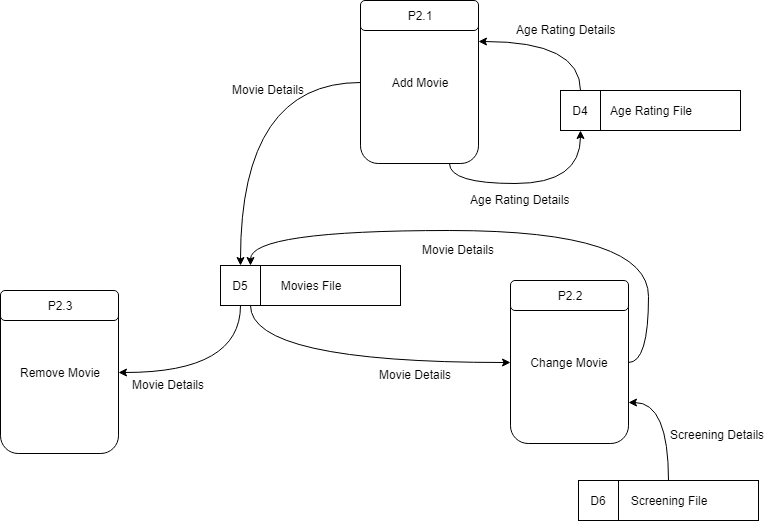 P2.1
Age Rating Details
Add Movie
Movie Details
D4
Age Rating File
Age Rating Details
Movie Details
D5
Movies File
P2.2
P2.3
Change Movie
Remove Movie
Movie Details
Movie Details
Screening Details
D6
Screening File